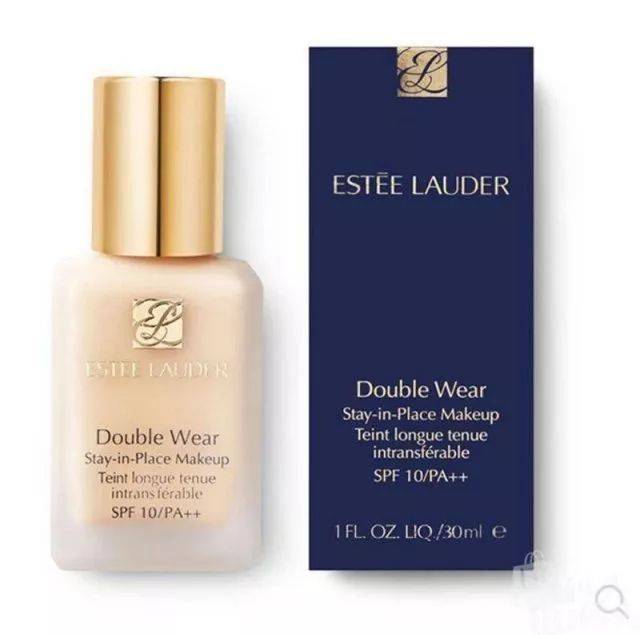 ESTĒE LAUDER
Double Wear
Stay-in-Place Makeup
Teint longue tenue
intransférable
SPF 10/PA++
ESTĒE LAUDER
Double Wear
Stay-in-Place Makeup
Teint longue tenue
intransférable
SPF 10/PA++
1 FL. OZ. LIQ./30ml ℮